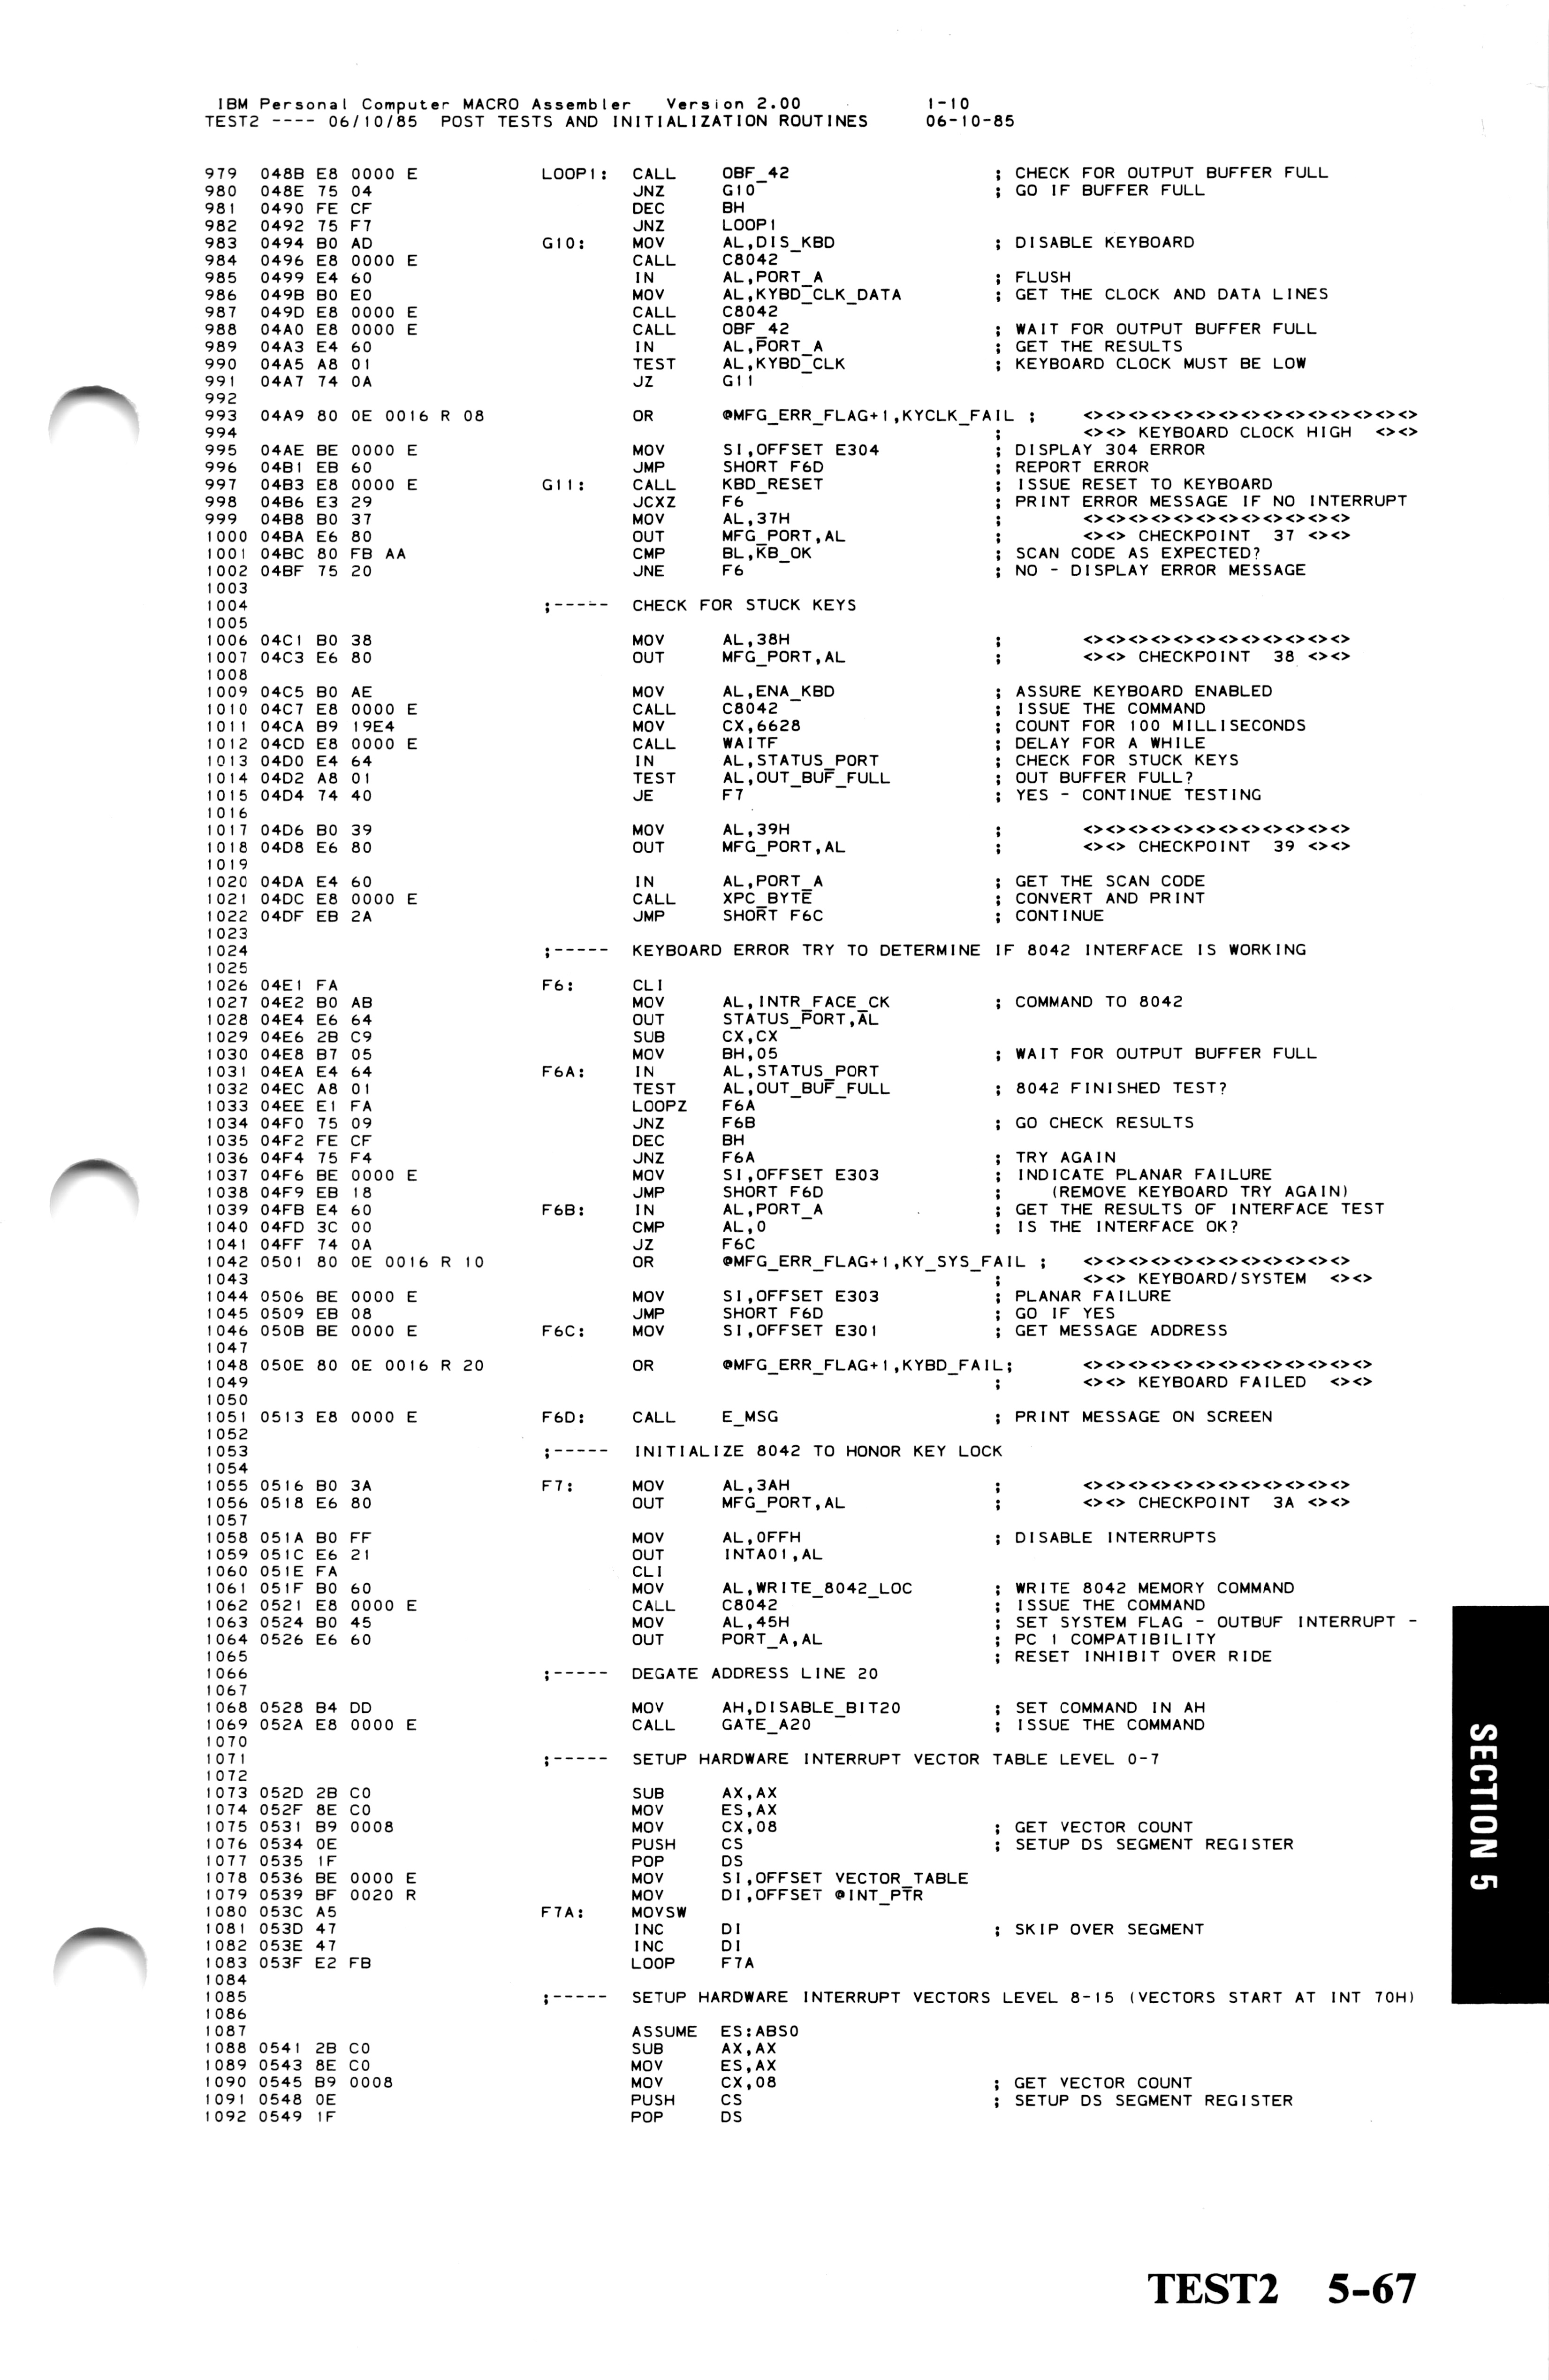 IBM Personal Computer MACRO Assembler   Version 2.00             1-10
TEST2 ---- 06/10/85  POST TESTS AND INITIALIZATION ROUTINES      06-10-85
979  048B E8 0000 E           LOOP1:  CALL    OBF_42                  ; CHECK FOR OUTPUT BUFFER FULL
980  048E 75 04                       JNZ     G10                     ; GO IF BUFFER FULL
981  0490 FE CF                       DEC     BH
982  0492 75 F7                       JNZ     LOOP1
983  0494 B0 AD               G10:    MOV     AL,DIS_KBD              ; DISABLE KEYBOARD
984  0496 E8 0000 E                   CALL    C8042
985  0499 E4 60                       IN      AL,PORT_A               ; FLUSH
986  049B B0 E0                       MOV     AL,KYBD_CLK_DATA        ; GET THE CLOCK AND DATA LINES
987  049D E8 0000 E                   CALL    C8042
988  04A0 E8 0000 E                   CALL    OBF_42                  ; WAIT FOR OUTPUT BUFFER FULL
989  04A3 E4 60                       IN      AL,PORT_A               ; GET THE RESULTS
990  04A5 A8 01                       TEST    AL,KYBD_CLK             ; KEYBOARD CLOCK MUST BE LOW
991  04A7 74 0A                       JZ      G11
992
993  04A9 80 0E 0016 R 08             OR      @MFG_ERR_FLAG+1,KYCLK_FAIL ;    <><><><><><><><><><><><><><><>
994                                                                   ;       <><> KEYBOARD CLOCK HIGH  <><>
995  04AE BE 0000 E                   MOV     SI,OFFSET E304          ; DISPLAY 304 ERROR
996  04B1 EB 60                       JMP     SHORT F6D               ; REPORT ERROR
997  04B3 E8 0000 E           G11:    CALL    KBD_RESET               ; ISSUE RESET TO KEYBOARD
998  04B6 E3 29                       JCXZ    F6                      ; PRINT ERROR MESSAGE IF NO INTERRUPT
999  04B8 B0 37                       MOV     AL,37H                  ;       <><><><><><><><><><><><>
1000 04BA E6 80                       OUT     MFG_PORT,AL             ;       <><> CHECKPOINT  37 <><>
1001 04BC 80 FB AA                    CMP     BL,KB_OK                ; SCAN CODE AS EXPECTED?
1002 04BF 75 20                       JNE     F6                      ; NO - DISPLAY ERROR MESSAGE
1003
1004                          ;-----  CHECK FOR STUCK KEYS
1005
1006 04C1 B0 38                       MOV     AL,38H                  ;       <><><><><><><><><><><><>
1007 04C3 E6 80                       OUT     MFG_PORT,AL             ;       <><> CHECKPOINT  38 <><>
1008
1009 04C5 B0 AE                       MOV     AL,ENA_KBD              ; ASSURE KEYBOARD ENABLED
1010 04C7 E8 0000 E                   CALL    C8042                   ; ISSUE THE COMMAND
1011 04CA B9 19E4                     MOV     CX,6628                 ; COUNT FOR 100 MILLISECONDS
1012 04CD E8 0000 E                   CALL    WAITF                   ; DELAY FOR A WHILE
1013 04D0 E4 64                       IN      AL,STATUS_PORT          ; CHECK FOR STUCK KEYS
1014 04D2 A8 01                       TEST    AL,OUT_BUF_FULL         ; OUT BUFFER FULL?
1015 04D4 74 40                       JE      F7                      ; YES - CONTINUE TESTING
1016
1017 04D6 B0 39                       MOV     AL,39H                  ;       <><><><><><><><><><><><>
1018 04D8 E6 80                       OUT     MFG_PORT,AL             ;       <><> CHECKPOINT  39 <><>
1019
1020 04DA E4 60                       IN      AL,PORT_A               ; GET THE SCAN CODE
1021 04DC E8 0000 E                   CALL    XPC_BYTE                ; CONVERT AND PRINT
1022 04DF EB 2A                       JMP     SHORT F6C               ; CONTINUE
1023
1024                          ;-----  KEYBOARD ERROR TRY TO DETERMINE IF 8042 INTERFACE IS WORKING
1025
1026 04E1 FA                  F6:     CLI
1027 04E2 B0 AB                       MOV     AL,INTR_FACE_CK         ; COMMAND TO 8042
1028 04E4 E6 64                       OUT     STATUS_PORT,AL
1029 04E6 2B C9                       SUB     CX,CX
1030 04E8 B7 05                       MOV     BH,05                   ; WAIT FOR OUTPUT BUFFER FULL
1031 04EA E4 64               F6A:    IN      AL,STATUS_PORT
1032 04EC A8 01                       TEST    AL,OUT_BUF_FULL         ; 8042 FINISHED TEST?
1033 04EE E1 FA                       LOOPZ   F6A
1034 04F0 75 09                       JNZ     F6B                     ; GO CHECK RESULTS
1035 04F2 FE CF                       DEC     BH
1036 04F4 75 F4                       JNZ     F6A                     ; TRY AGAIN
1037 04F6 BE 0000 E                   MOV     SI,OFFSET E303          ; INDICATE PLANAR FAILURE
1038 04F9 EB 18                       JMP     SHORT F6D               ;    (REMOVE KEYBOARD TRY AGAIN)
1039 04FB E4 60               F6B:    IN      AL,PORT_A               ; GET THE RESULTS OF INTERFACE TEST
1040 04FD 3C 00                       CMP     AL,0                    ; IS THE INTERFACE OK?
1041 04FF 74 0A                       JZ      F6C
1042 0501 80 0E 0016 R 10             OR      @MFG_ERR_FLAG+1,KY_SYS_FAIL ;   <><><><><><><><><><><><>
1043                                                                  ;       <><> KEYBOARD/SYSTEM  <><>
1044 0506 BE 0000 E                   MOV     SI,OFFSET E303          ; PLANAR FAILURE
1045 0509 EB 08                       JMP     SHORT F6D               ; GO IF YES
1046 050B BE 0000 E           F6C:    MOV     SI,OFFSET E301          ; GET MESSAGE ADDRESS
1047
1048 050E 80 0E 0016 R 20             OR      @MFG_ERR_FLAG+1,KYBD_FAIL;      <><><><><><><><><><><><><>
1049                                                                  ;       <><> KEYBOARD FAILED  <><>
1050
1051 0513 E8 0000 E           F6D:    CALL    E_MSG                   ; PRINT MESSAGE ON SCREEN
1052
1053                          ;-----  INITIALIZE 8042 TO HONOR KEY LOCK
1054
1055 0516 B0 3A               F7:     MOV     AL,3AH                  ;       <><><><><><><><><><><><>
1056 0518 E6 80                       OUT     MFG_PORT,AL             ;       <><> CHECKPOINT  3A <><>
1057
1058 051A B0 FF                       MOV     AL,0FFH                 ; DISABLE INTERRUPTS
1059 051C E6 21                       OUT     INTA01,AL
1060 051E FA                          CLI
1061 051F B0 60                       MOV     AL,WRITE_8042_LOC       ; WRITE 8042 MEMORY COMMAND
1062 0521 E8 0000 E                   CALL    C8042                   ; ISSUE THE COMMAND
1063 0524 B0 45                       MOV     AL,45H                  ; SET SYSTEM FLAG - OUTBUF INTERRUPT -
1064 0526 E6 60                       OUT     PORT_A,AL               ; PC 1 COMPATIBILITY
1065                                                                  ; RESET INHIBIT OVER RIDE
1066                          ;-----  DEGATE ADDRESS LINE 20
1067
1068 0528 B4 DD                       MOV     AH,DISABLE_BIT20        ; SET COMMAND IN AH
1069 052A E8 0000 E                   CALL    GATE_A20                ; ISSUE THE COMMAND
1070
1071                          ;-----  SETUP HARDWARE INTERRUPT VECTOR TABLE LEVEL 0-7
1072
1073 052D 2B C0                       SUB     AX,AX
1074 052F 8E C0                       MOV     ES,AX
1075 0531 B9 0008                     MOV     CX,08                   ; GET VECTOR COUNT
1076 0534 0E                          PUSH    CS                      ; SETUP DS SEGMENT REGISTER
1077 0535 1F                          POP     DS
1078 0536 BE 0000 E                   MOV     SI,OFFSET VECTOR_TABLE
1079 0539 BF 0020 R                   MOV     DI,OFFSET @INT_PTR
1080 053C A5                  F7A:    MOVSW
1081 053D 47                          INC     DI                      ; SKIP OVER SEGMENT
1082 053E 47                          INC     DI
1083 053F E2 FB                       LOOP    F7A
1084
1085                          ;-----  SETUP HARDWARE INTERRUPT VECTORS LEVEL 8-15 (VECTORS START AT INT 70H)
1086
1087                                  ASSUME  ES:ABS0
1088 0541 2B C0                       SUB     AX,AX
1089 0543 8E C0                       MOV     ES,AX
1090 0545 B9 0008                     MOV     CX,08                   ; GET VECTOR COUNT
1091 0548 0E                          PUSH    CS                      ; SETUP DS SEGMENT REGISTER
1092 0549 1F                          POP     DS
SECTION 5
TEST2 5-67